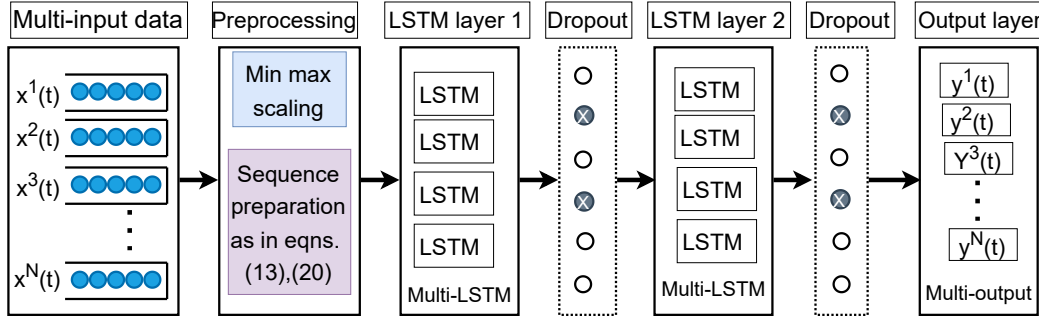 Multi-input data
Preprocessing
LSTM layer 1
Dropout
LSTM layer 2
Dropout
Output layer
x¹(t)
x²(t)
x³(t)
xᴺ(t)
Min max
scaling
Sequence
preparation
as in eqns.
(13),(20)
LSTM
LSTM
LSTM
LSTM
Multi-LSTM
X
X
LSTM
LSTM
LSTM
LSTM
Multi-LSTM
X
X
y¹(t)
y²(t)
Y³(t)
yᴺ(t)
Multi-output